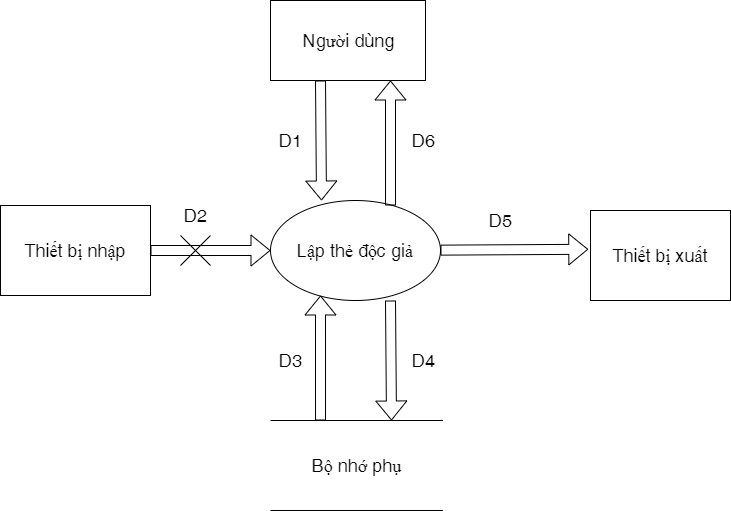 Người dùng
D1
D6
D2
D5
Thiết bị nhập
Lập thẻ độc giả
Thiết bị xuất
D3
D4
Bộ nhớ phụ